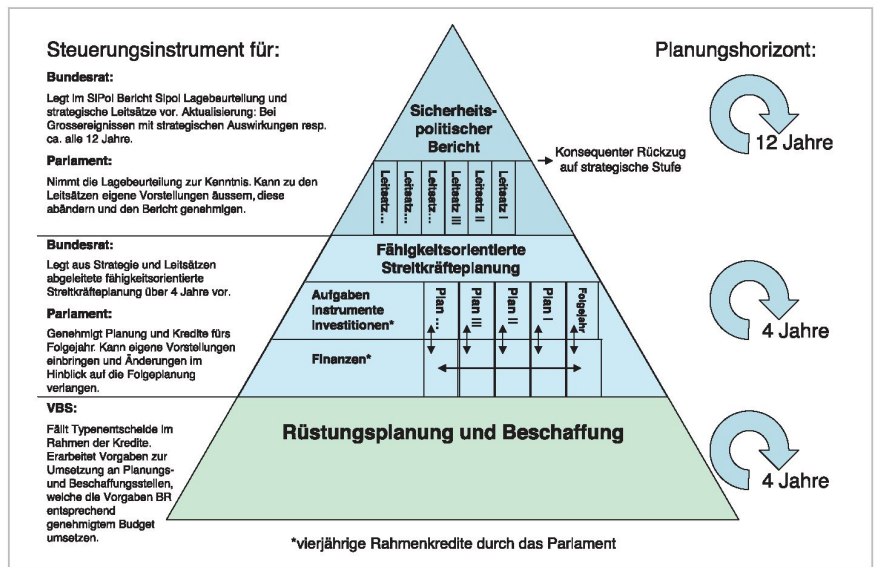 Steuerungsinstrument für:
Bundesrat:
Legt im SiPol Bericht Sipol Lagebeurteilung und
strategische Leitsätze vor. Aktualisierung: Bei
Grossereignissen mit strategischen Auswirkungen resp.
ca. alle 12 Jahre.
Parlament:
Nimmt die Lagebeurteilung zur Kenntnis. Kann zu den
Leitsätzen eigene Vorstellungen äussern, diese
abändern und den Bericht genehmigen.
Bundesrat:
Legt aus Strategie und Leitsätzen
abgeleitete fähigkeitsorientierte
Streitkräfteplanung über 4 Jahre vor.
Parlament:
Genehmigt Planung und Kredite fürs
Folgejahr. Kann eigene Vorstellungen
einbringen und Änderungen im
Hinblick auf die Folgeplanung
verlangen.
VBS:
Fällt Typenentscheide im
Rahmen der Kredite.
Erarbeitet Vorgaben zur
Umsetzung an Planungs-
und Beschaffungsstellen,
welche die Vorgaben BR
entsprechend
genehmigtem Budget
umsetzen.
Sicherheits-
politischer
Bericht
Leitsatz...
Leitsatz...
Leitsatz...
Leitsatz III
Leitsatz II
Leitsatz I
Konsequenter Rückzug
auf strategische Stufe
Fähigkeitsorientierte
Streitkräfteplanung
Aufgaben
Instrumente
Investitionen*
Plan ...
Plan III
Plan II
Plan I
Folgejahr
Finanzen*
Rüstungsplanung und Beschaffung
*vierjährige Rahmenkredite durch das Parlament
Planungshorizont:
12 Jahre
4 Jahre
4 Jahre